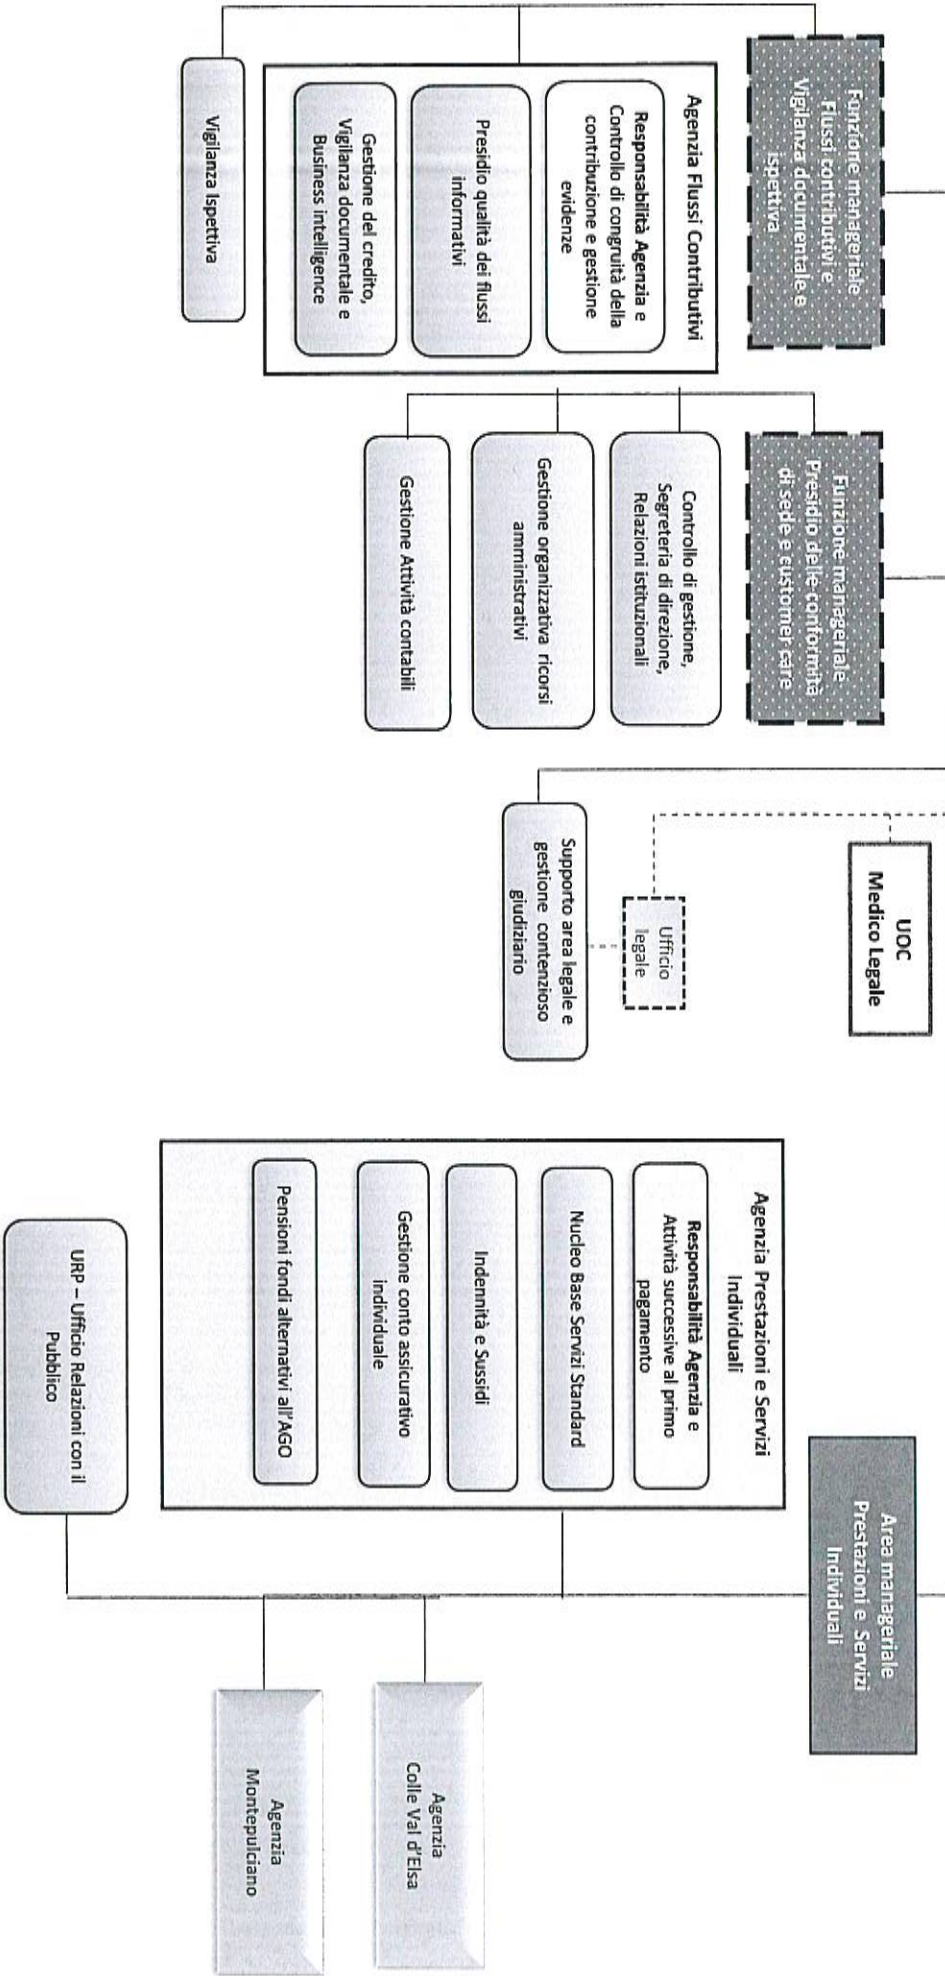 Funzione manageriale
Flussi contributivi e
Vigilanza documentale e
ispettiva
Agenzia Flussi Contributivi
Responsabilità Agenzia e
Controllo di congruità della
contribuzione e gestione
evidenze
Presidio qualità dei flussi
informativi
Gestione del credito,
Vigilanza documentale e
Business intelligence
Vigilanza Ispettiva
Funzione manageriale
Presidio delle conformità
di sede e customer care
Controllo di gestione,
Segreteria di direzione,
Relazioni istituzionali
Gestione organizzativa ricorsi
amministrativi
Gestione Attività contabili
UOC
Medico Legale
Ufficio
legale
Supporto area legale e
gestione contenzioso
giudiziario
Area manageriale
Prestazioni e Servizi
Individuali
Agenzia Prestazioni e Servizi
Individuali
Responsabilità Agenzia e
Attività successive al primo
pagamento
Nucleo Base Servizi Standard
Indennità e Sussidi
Gestione conto assicurativo
individuale
Pensioni fondi alternativi all'AGO
URP – Ufficio Relazioni con il
Pubblico
Agenzia
Colle Val d'Elsa
Agenzia
Montepulciano